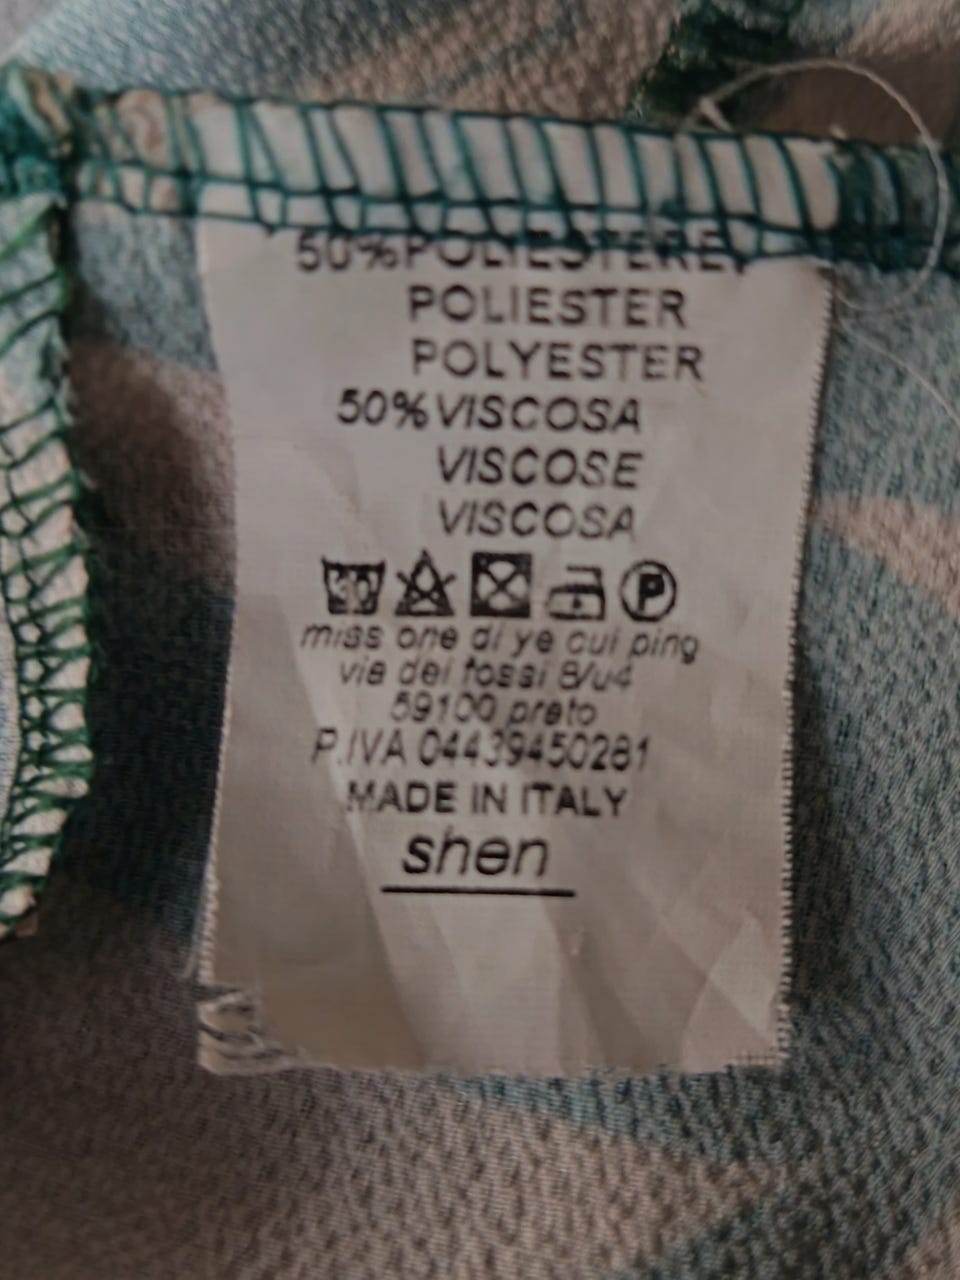 50%POLIESTERE,
POLIESTER
POLYESTER
50%VISCOSA
VISCOSE
VISCOSA
30
P
miss one di ye cui ping
via dei fossi 8/u4
59100 prato
P.IVA 04439450281
MADE IN ITALY
shen